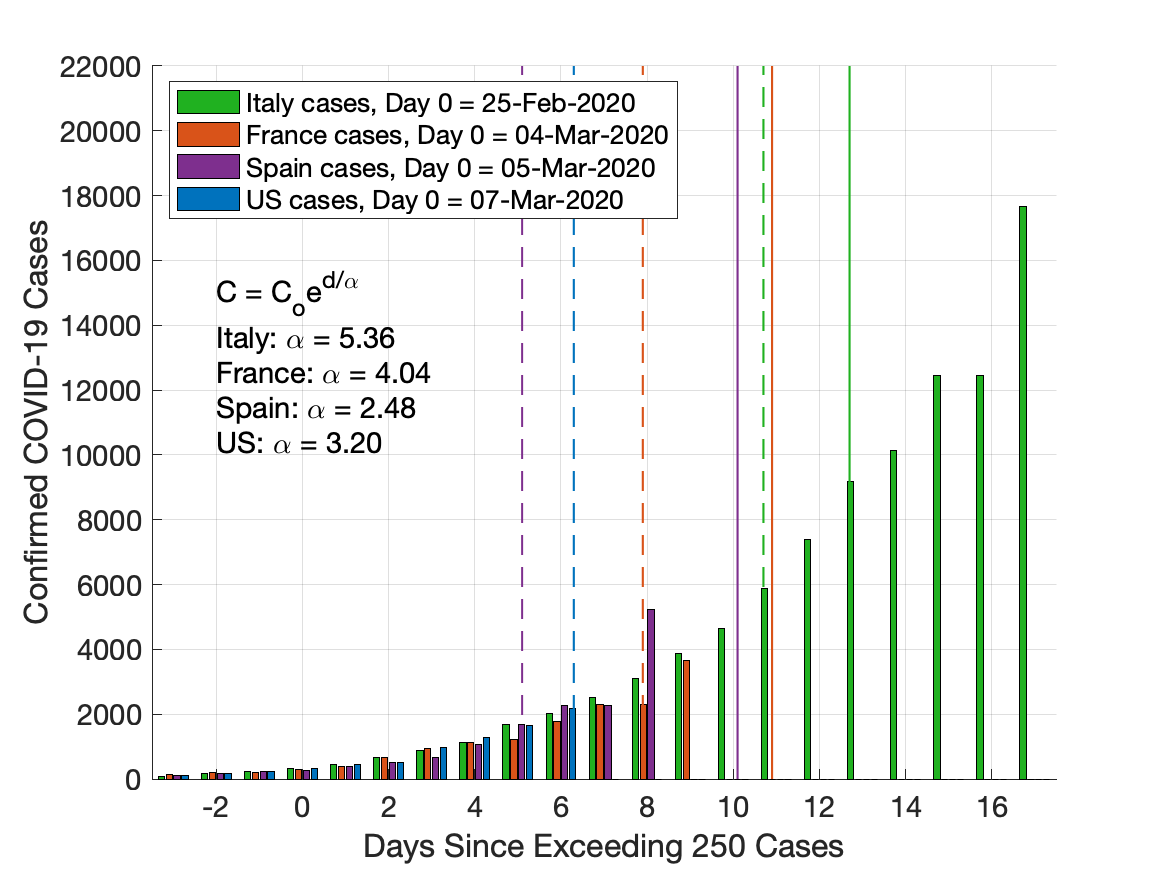 22000
20000
18000
16000
14000
12000
10000
8000
6000
4000
2000
0
Confirmed COVID-19 Cases
Italy cases, Day 0 = 25-Feb-2020
France cases, Day 0 = 04-Mar-2020
Spain cases, Day 0 = 05-Mar-2020
US cases, Day 0 = 07-Mar-2020
C = C_o e^{d/α}
Italy: α = 5.36
France: α = 4.04
Spain: α = 2.48
US: α = 3.20
-2 0 2 4 6 8 10 12 14 16
Days Since Exceeding 250 Cases